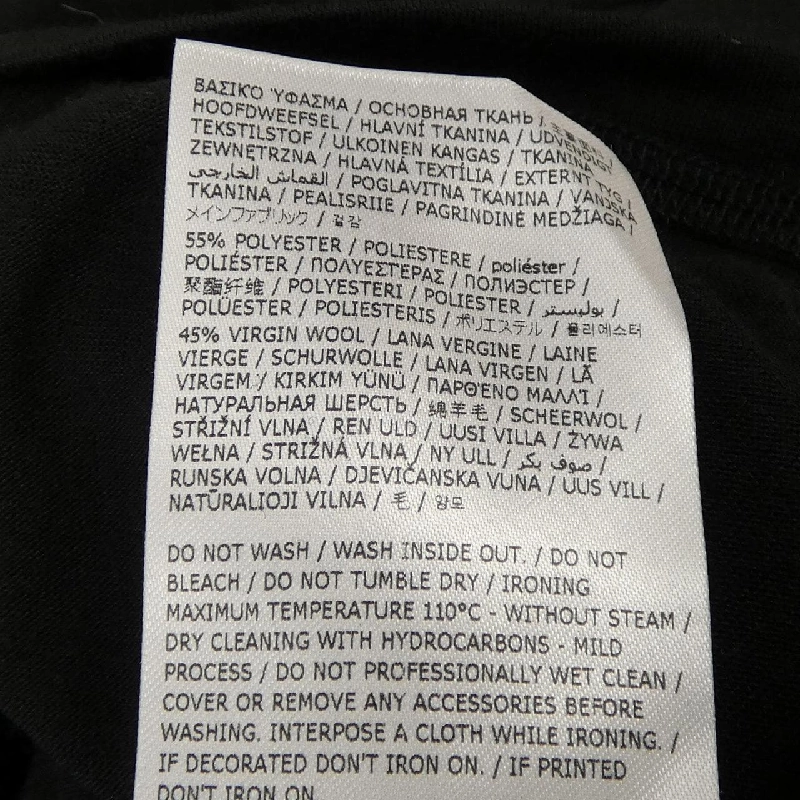 ΒΑΣΙΚΌ ΎΦΑΣΜΑ / ОСНОВНАЯ ТКАНЬ /
HOOFDWEEFSEL / HLAVNÍ TKANINA / UDVENDIGT
TEKSTILSTOF / ULKOINEN KANGAS / TKANINA
ZEWNĘTRZNA / HLAVNÁ TEXTÍLIA / EXTERNT TYG /
القماش الخارجي / POGLAVITNA TKANINA / VANJSKA
TKANINA / PEALISRIIE / PAGRINDINĖ MEDŽIAGA /
メインファブリック / 겉감
55% POLYESTER / POLIESTERE / poliéster /
POLIÉSTER / ΠΟΛΥΕΣΤΕΡΑΣ / ПОЛИЭСТЕР /
聚酯纤维 / POLYESTERI / POLIESTER / بوليستر /
POLÜESTER / POLIESTERIS / ポリエステル / 폴리에스터
45% VIRGIN WOOL / LANA VERGINE / LAINE
VIERGE / SCHURWOLLE / LANA VIRGEN / LÃ
VIRGEM / KIRKIM YÜNÜ / ΠΑΡΘΈΝΟ ΜΑΛΛΊ /
НАТУРАЛЬНАЯ ШЕРСТЬ / 绵羊毛 / SCHEERWOL /
STŘIŽNÍ VLNA / REN ULD / UUSI VILLA / ŻYWA
WEŁNA / STRIŽNÁ VLNA / NY ULL / صوف بكر /
RUNSKA VOLNA / DJEVIČANSKA VUNA / UUS VILL /
NATŪRALIOJI VILNA / 毛 / 양모
DO NOT WASH / WASH INSIDE OUT. / DO NOT
BLEACH / DO NOT TUMBLE DRY / IRONING
MAXIMUM TEMPERATURE 110°C - WITHOUT STEAM /
DRY CLEANING WITH HYDROCARBONS - MILD
PROCESS / DO NOT PROFESSIONALLY WET CLEAN /
COVER OR REMOVE ANY ACCESSORIES BEFORE
WASHING. INTERPOSE A CLOTH WHILE IRONING. /
IF DECORATED DON'T IRON ON. / IF PRINTED
DON'T IRON ON